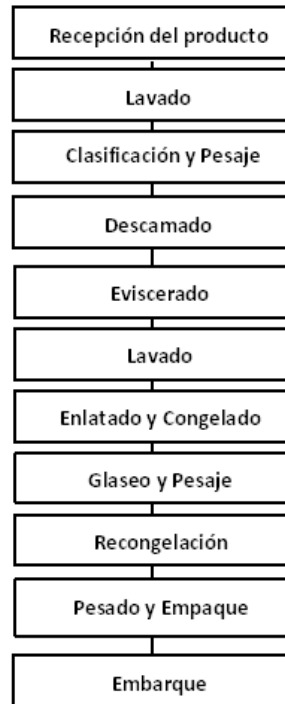 Recepción del producto
Lavado
Clasificación y Pesaje
Descamado
Eviscerado
Lavado
Enlatado y Congelado
Glaseo y Pesaje
Recongelación
Pesado y Empaque
Embarque